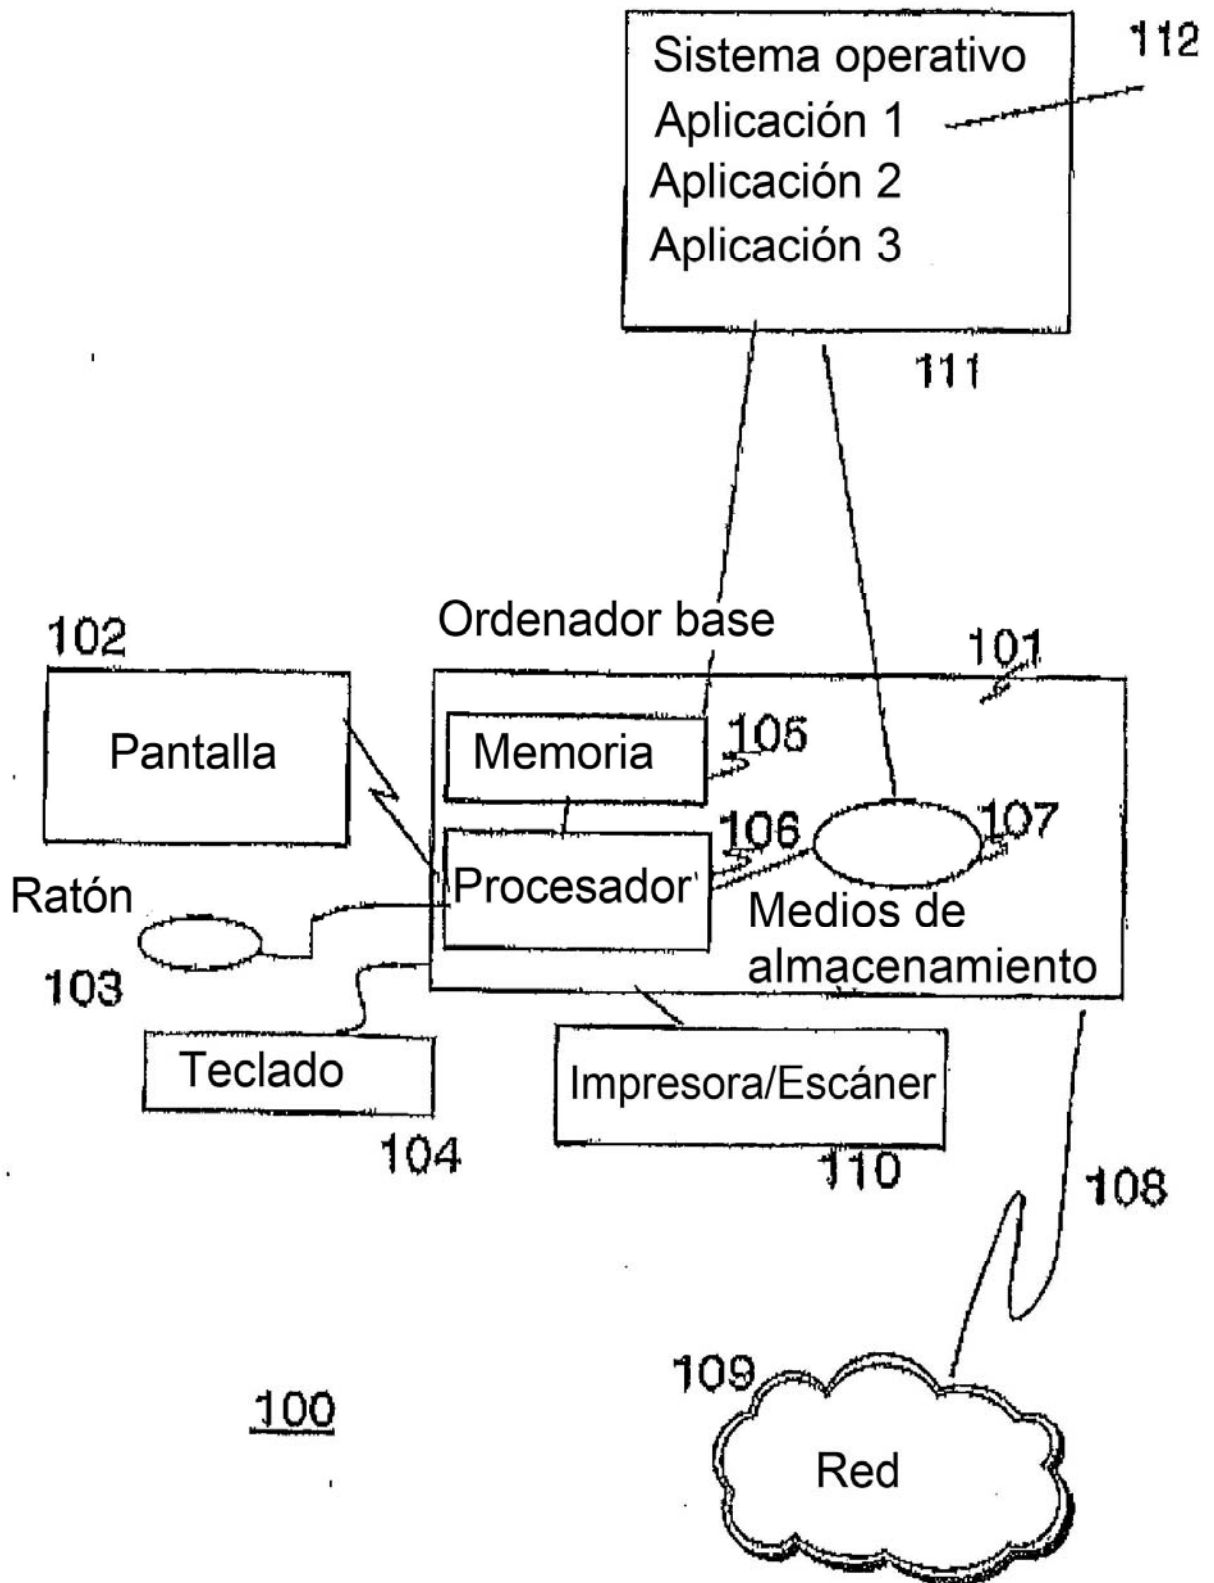 112
Sistema operativo
Aplicación 1
Aplicación 2
Aplicación 3
111
Ordenador base
102
101
Pantalla
Memoria
105
106
107
Procesador
Ratón
Medios de
almacenamiento
103
Teclado
Impresora/Escáner
104
110
108
109
100
Red